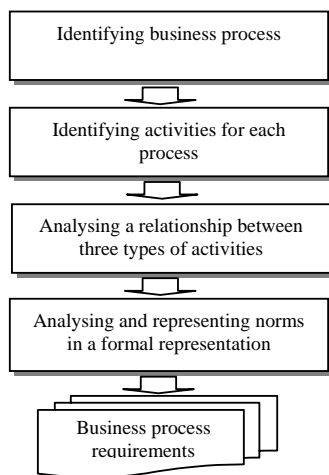 Identifying business process
Identifying activities for each
process
Analysing a relationship between
three types of activities
Analysing and representing norms
in a formal representation
Business process
requirements